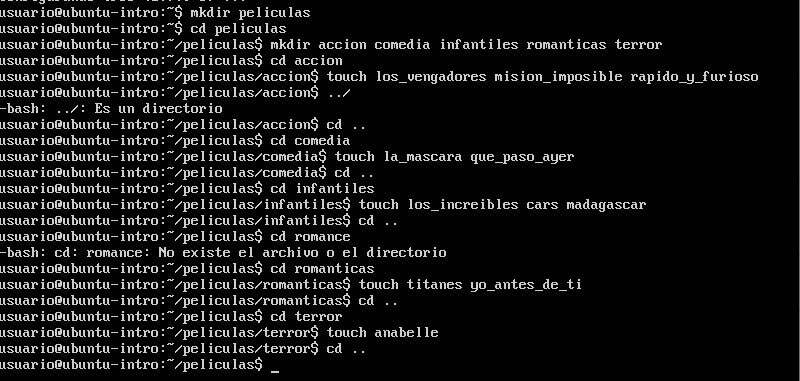 usuario@ubuntu-intro:~$ mkdir peliculas
usuario@ubuntu-intro:~$ cd peliculas
usuario@ubuntu-intro:~/peliculas$ mkdir accion comedia infantiles romanticas terror
usuario@ubuntu-intro:~/peliculas$ cd accion
usuario@ubuntu-intro:~/peliculas/accion$ touch los_vengadores mision_imposible rapido_y_furioso
usuario@ubuntu-intro:~/peliculas/accion$ ../
-bash: ../: Es un directorio
usuario@ubuntu-intro:~/peliculas/accion$ cd ..
usuario@ubuntu-intro:~/peliculas$ cd comedia
usuario@ubuntu-intro:~/peliculas/comedia$ touch la_mascara que_paso_ayer
usuario@ubuntu-intro:~/peliculas/comedia$ cd ..
usuario@ubuntu-intro:~/peliculas$ cd infantiles
usuario@ubuntu-intro:~/peliculas/infantiles$ touch los_increibles cars madagascar
usuario@ubuntu-intro:~/peliculas/infantiles$ cd ..
usuario@ubuntu-intro:~/peliculas$ cd romance
-bash: cd: romance: No existe el archivo o el directorio
usuario@ubuntu-intro:~/peliculas$ cd romanticas
usuario@ubuntu-intro:~/peliculas/romanticas$ touch titanes yo_antes_de_ti
usuario@ubuntu-intro:~/peliculas/romanticas$ cd ..
usuario@ubuntu-intro:~/peliculas$ cd terror
usuario@ubuntu-intro:~/peliculas/terror$ touch anabelle
usuario@ubuntu-intro:~/peliculas/terror$ cd ..
usuario@ubuntu-intro:~/peliculas$ _